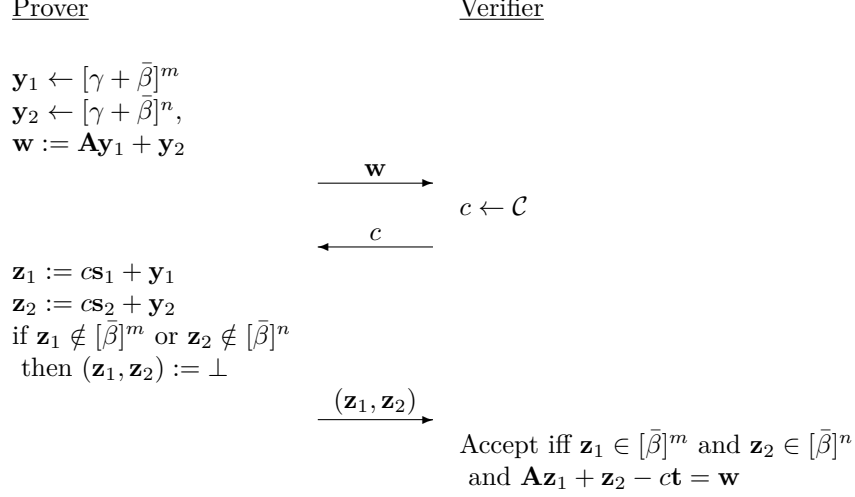 Prover Verifier
y₁ ← [γ + β̄]ᵐ
y₂ ← [γ + β̄]ⁿ,
w := Ay₁ + y₂
w
c ← 𝒞
c
z₁ := cs₁ + y₁
z₂ := cs₂ + y₂
if z₁ ∉ [β̄]ᵐ or z₂ ∉ [β̄]ⁿ
then (z₁, z₂) := ⊥
(z₁, z₂)
Accept iff z₁ ∈ [β̄]ᵐ and z₂ ∈ [β̄]ⁿ
and Az₁ + z₂ − ct = w